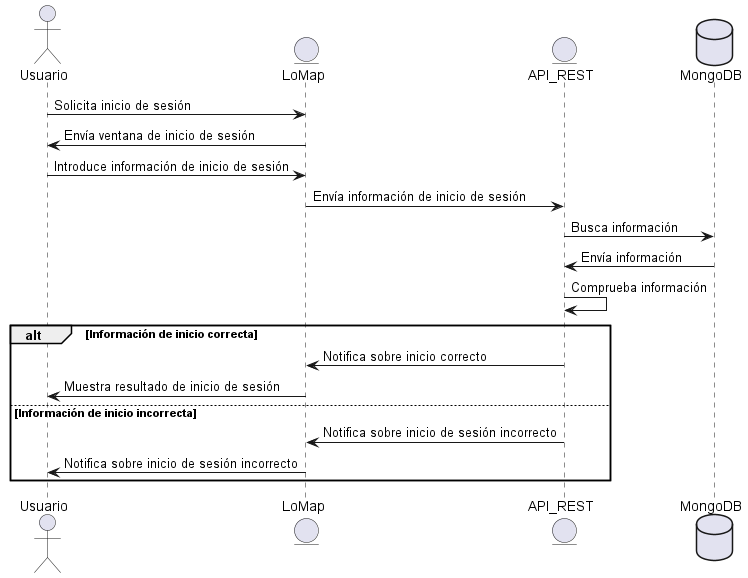 Usuario
LoMap
API_REST
MongoDB
Solicita inicio de sesión
Envía ventana de inicio de sesión
Introduce información de inicio de sesión
Envía información de inicio de sesión
Busca información
Envía información
Comprueba información
alt
[Información de inicio correcta]
Notifica sobre inicio correcto
Muestra resultado de inicio de sesión
[Información de inicio incorrecta]
Notifica sobre inicio de sesión incorrecto
Notifica sobre inicio de sesión incorrecto
Usuario
LoMap
API_REST
MongoDB